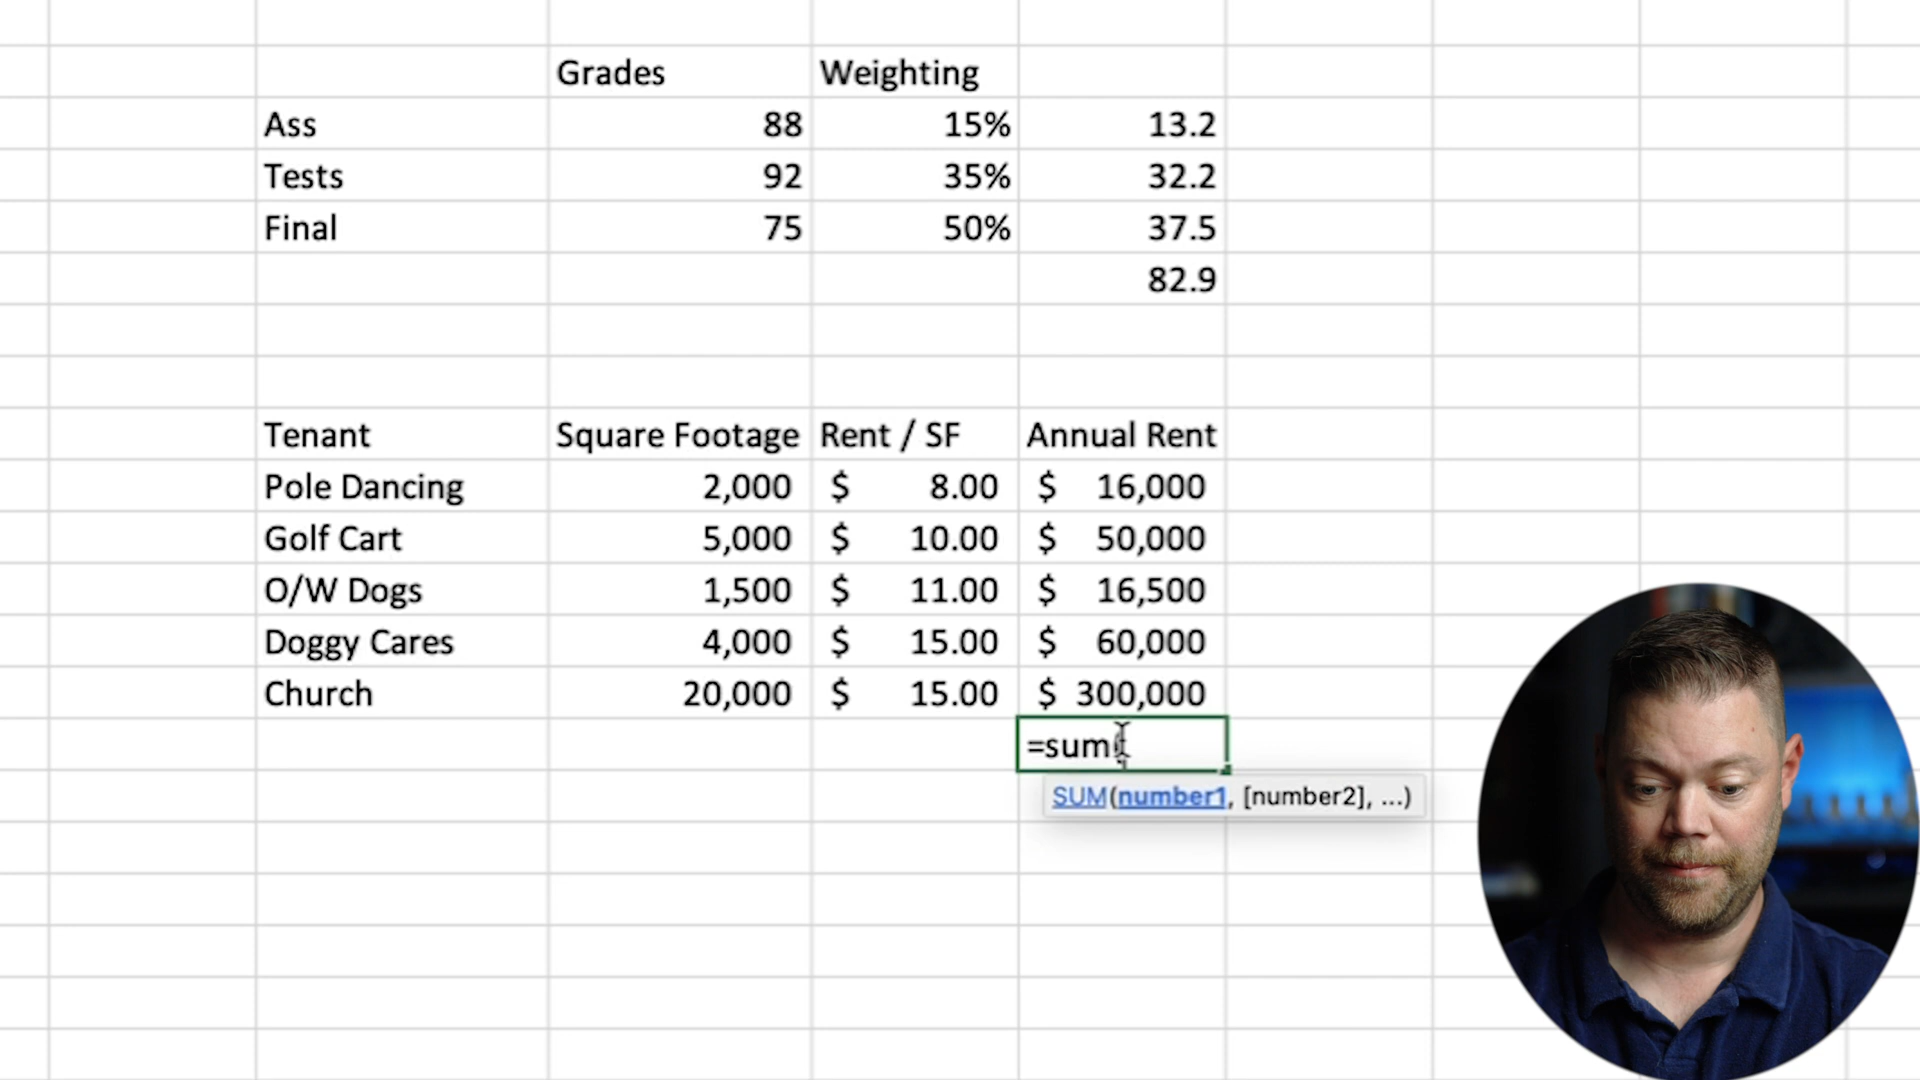 Grades Weighting
Ass 88 15% 13.2
Tests 92 35% 32.2
Final 75 50% 37.5
82.9
Tenant Square Footage Rent / SF Annual Rent
Pole Dancing 2,000 $ 8.00 $ 16,000
Golf Cart 5,000 $ 10.00 $ 50,000
O/W Dogs 1,500 $ 11.00 $ 16,500
Doggy Cares 4,000 $ 15.00 $ 60,000
Church 20,000 $ 15.00 $ 300,000
=sum(
SUM(number1, [number2], ...)